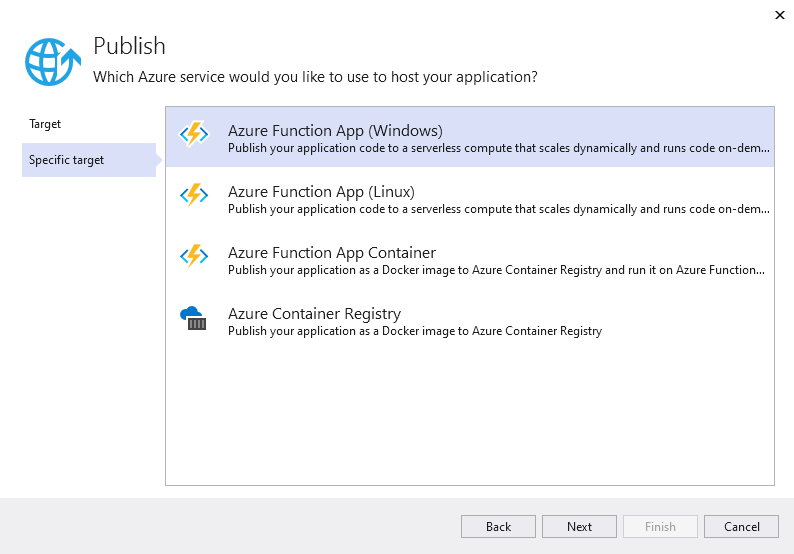 Publish
Which Azure service would you like to use to host your application?
Target
Specific target
Azure Function App (Windows)
Publish your application code to a serverless compute that scales dynamically and runs code on-dem...
Azure Function App (Linux)
Publish your application code to a serverless compute that scales dynamically and runs code on-dem...
Azure Function App Container
Publish your application as a Docker image to Azure Container Registry and run it on Azure Function...
Azure Container Registry
Publish your application as a Docker image to Azure Container Registry
Back
Next
Finish
Cancel